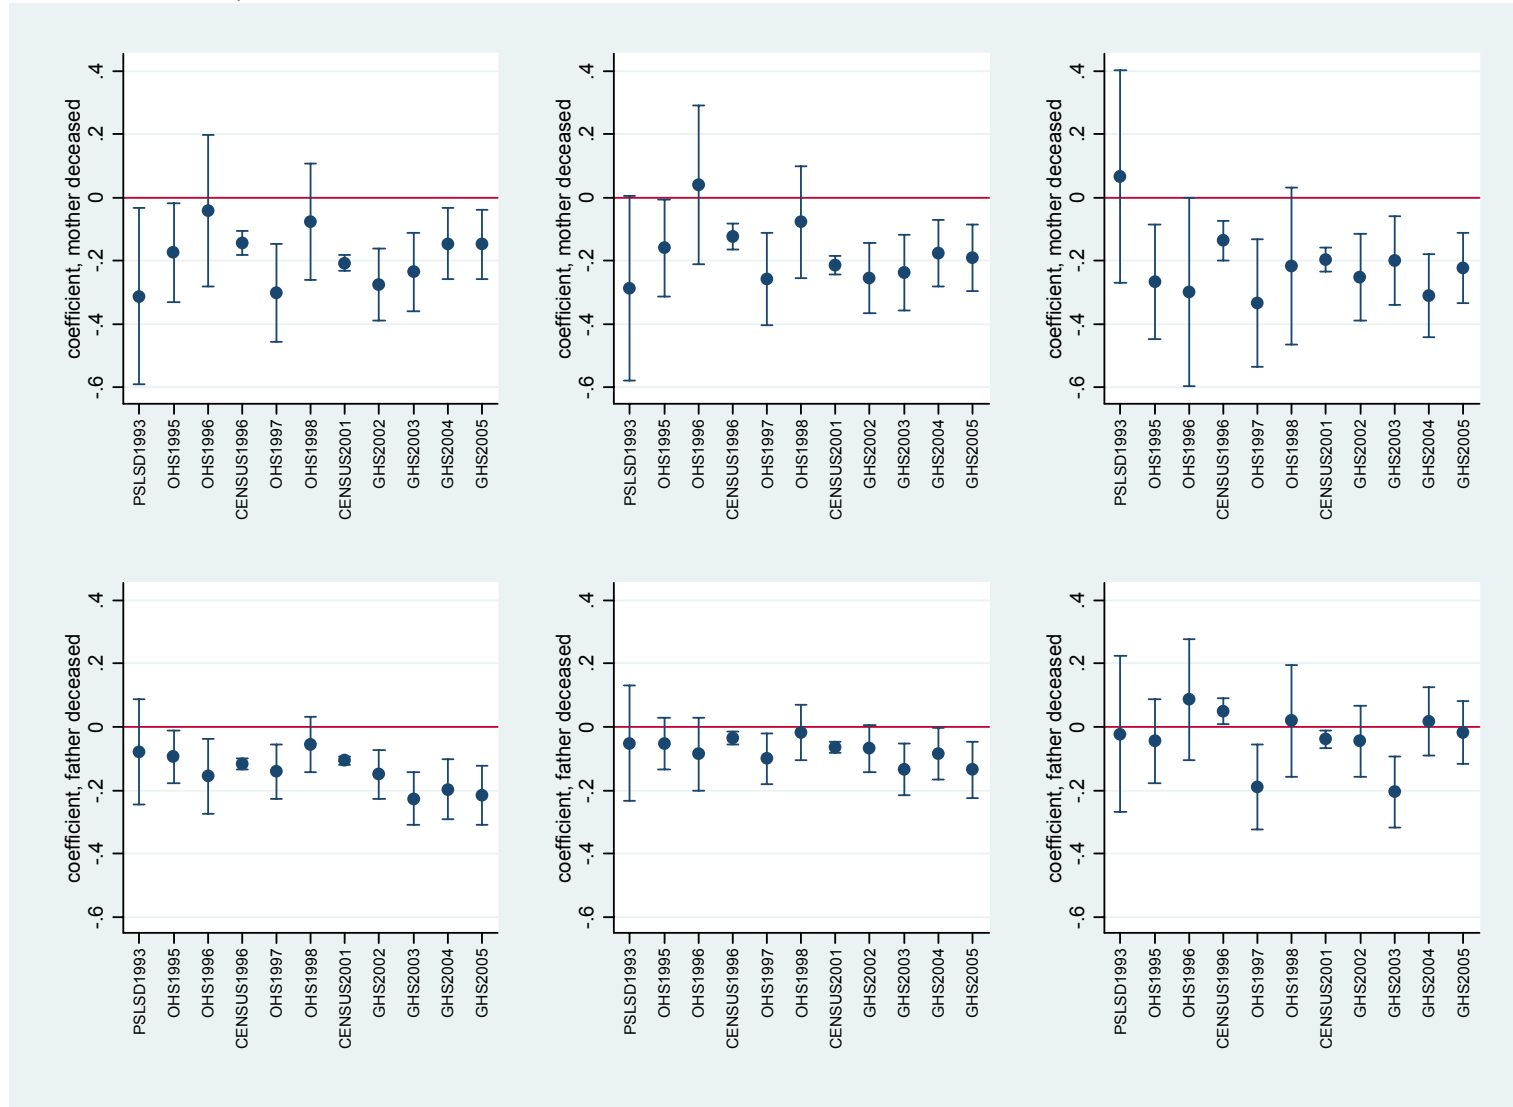 coefficient, mother deceased
.4
.2
0
-.2
-.4
-.6
PSLSD1993
OHS1995
OHS1996
CENSUS1996
OHS1997
OHS1998
CENSUS2001
GHS2002
GHS2003
GHS2004
GHS2005
coefficient, mother deceased
.4
.2
0
-.2
-.4
-.6
PSLSD1993
OHS1995
OHS1996
CENSUS1996
OHS1997
OHS1998
CENSUS2001
GHS2002
GHS2003
GHS2004
GHS2005
coefficient, mother deceased
.4
.2
0
-.2
-.4
-.6
PSLSD1993
OHS1995
OHS1996
CENSUS1996
OHS1997
OHS1998
CENSUS2001
GHS2002
GHS2003
GHS2004
GHS2005
coefficient, father deceased
.4
.2
0
-.2
-.4
-.6
PSLSD1993
OHS1995
OHS1996
CENSUS1996
OHS1997
OHS1998
CENSUS2001
GHS2002
GHS2003
GHS2004
GHS2005
coefficient, father deceased
.4
.2
0
-.2
-.4
-.6
PSLSD1993
OHS1995
OHS1996
CENSUS1996
OHS1997
OHS1998
CENSUS2001
GHS2002
GHS2003
GHS2004
GHS2005
coefficient, father deceased
.4
.2
0
-.2
-.4
-.6
PSLSD1993
OHS1995
OHS1996
CENSUS1996
OHS1997
OHS1998
CENSUS2001
GHS2002
GHS2003
GHS2004
GHS2005